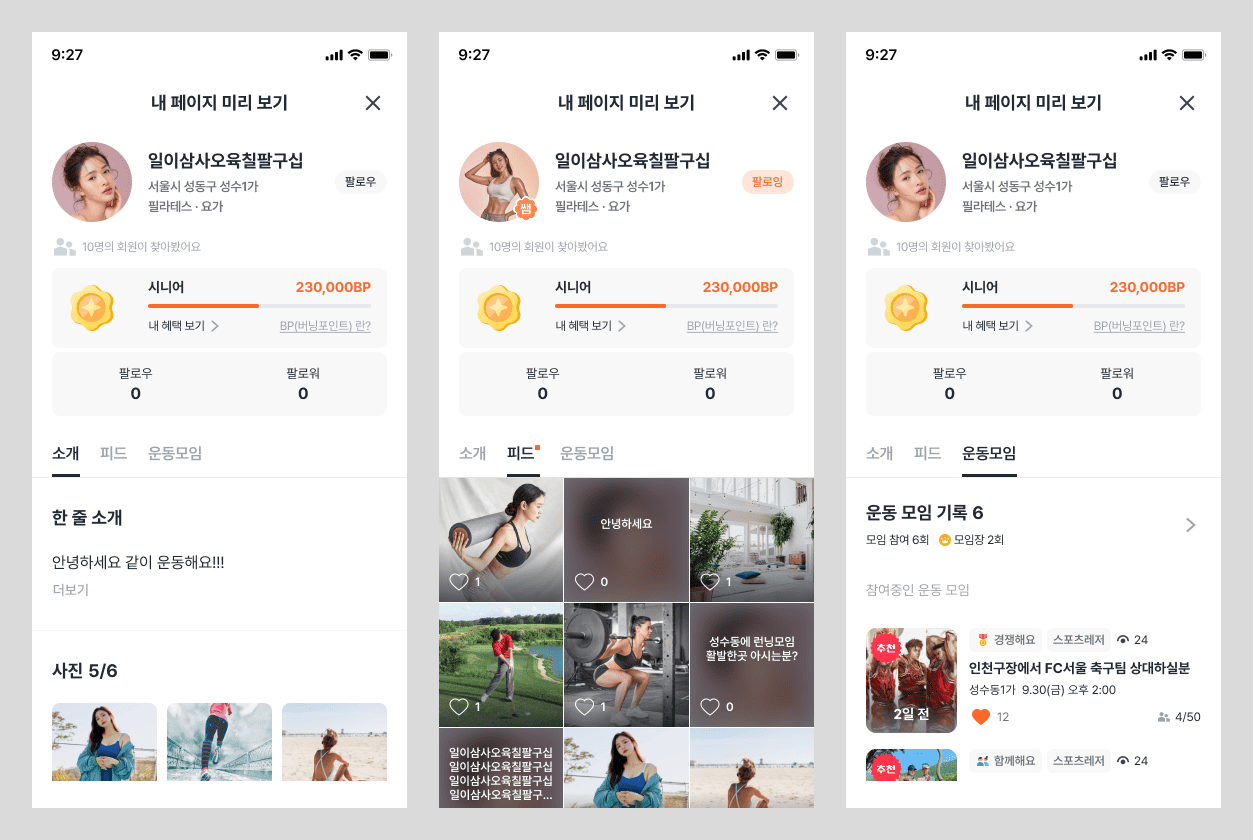 9:27
내 페이지 미리 보기
일이삼사오육칠팔구십
서울시 성동구 성수1가
필라테스 · 요가
팔로우
10명의 회원이 찾아봤어요
시니어
230,000BP
내 혜택 보기
BP(버닝포인트) 란?
팔로우
0
팔로워
0
소개
피드
운동모임
한 줄 소개
안녕하세요 같이 운동해요!!!
더보기
사진 5/6
9:27
내 페이지 미리 보기
쌤
일이삼사오육칠팔구십
서울시 성동구 성수1가
필라테스 · 요가
팔로잉
10명의 회원이 찾아봤어요
시니어
230,000BP
내 혜택 보기
BP(버닝포인트) 란?
팔로우
0
팔로워
0
소개
피드
운동모임
1
안녕하세요
0
1
1
1
성수동에 런닝모임
활발한곳 아시는분?
0
일이삼사오육칠팔구십
일이삼사오육칠팔구십
일이삼사오육칠팔구십
일이삼사오육칠팔구...
9:27
내 페이지 미리 보기
일이삼사오육칠팔구십
서울시 성동구 성수1가
필라테스 · 요가
팔로우
10명의 회원이 찾아봤어요
시니어
230,000BP
내 혜택 보기
BP(버닝포인트) 란?
팔로우
0
팔로워
0
소개
피드
운동모임
운동 모임 기록 6
모임 참여 6회
모임장 2회
참여중인 운동 모임
추천
2일 전
경쟁해요
스포츠레저
24
인천구장에서 FC서울 축구팀 상대하실분
성수동1가 9.30(금) 오후 2:00
12
4/50
추천
함께해요
스포츠레저
24